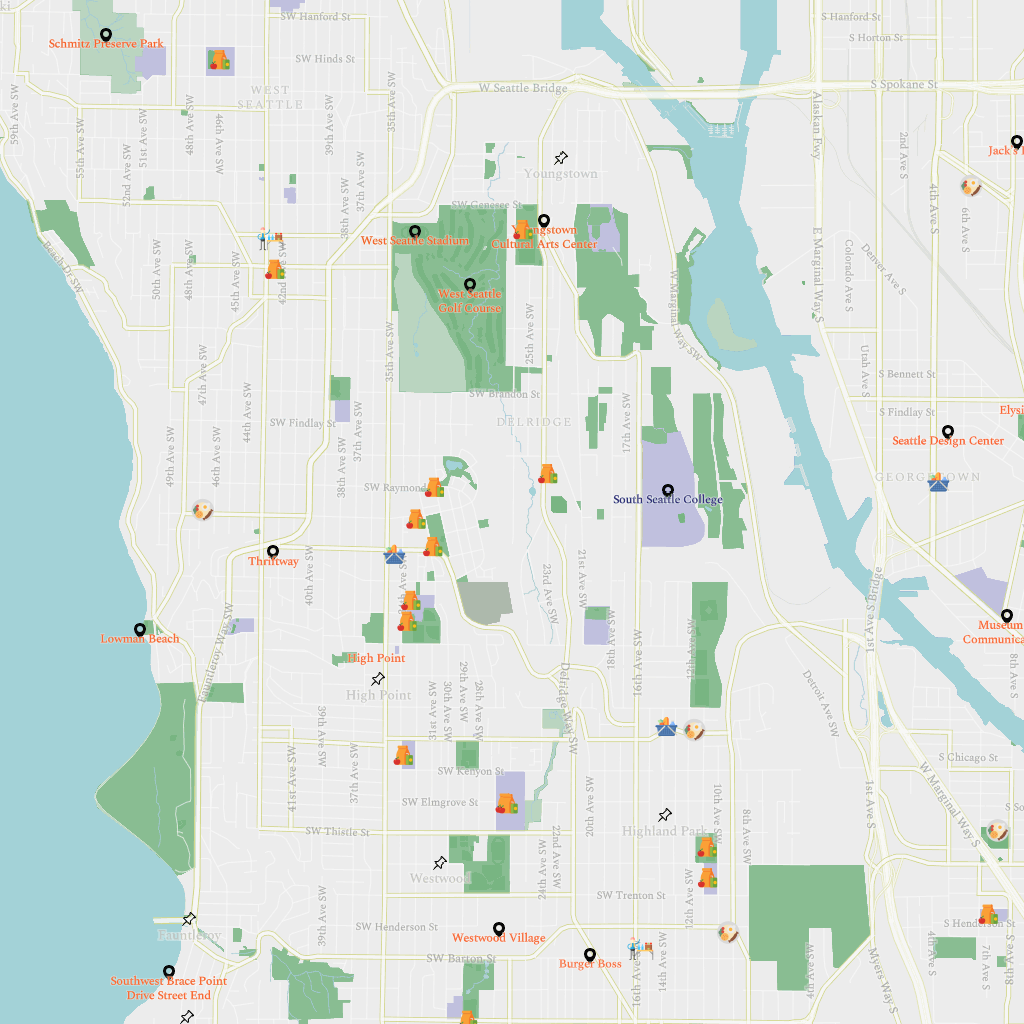 SW Hanford St
S Hanford St
S Horton St
Schmitz Preserve Park
SW Hinds St
W Seattle Bridge
S Spokane St
WEST
SEATTLE
59th Ave SW
55th Ave SW
52nd Ave SW
51st Ave SW
48th Ave SW
46th Ave SW
39th Ave SW
35th Ave SW
37th Ave SW
38th Ave SW
Alaskan Fwy
2nd Ave S
4th Ave S
6th Ave S
Youngstown
SW Genesee St
West Seattle Stadium
Cultural Arts Center
West Seattle
Golf Course
Beach Dr SW
50th Ave SW
48th Ave SW
45th Ave SW
42nd Ave SW
35th Ave SW
25th Ave SW
W Marginal Way SW
E Marginal Way S
Colorado Ave S
Denver Ave S
Utah Ave S
S Bennett St
SW Brandon St
S Findlay St
47th Ave SW
44th Ave SW
SW Findlay St
37th Ave SW
38th Ave SW
DELRIDGE
17th Ave SW
Seattle Design Center
GEORGETOWN
49th Ave SW
46th Ave SW
SW Raymond
South Seattle College
Thriftway
40th Ave SW
23rd Ave SW
21st Ave SW
18th Ave SW
16th Ave SW
12th Ave SW
1st Ave S Bridge
Museum
Communica
8th Ave S
Lowman Beach
Fauntleroy Way SW
High Point
High Point
31st Ave SW
30th Ave SW
29th Ave SW
28th Ave SW
Delridge Way SW
Detroit Ave SW
39th Ave SW
41st Ave SW
37th Ave SW
SW Kenyon St
SW Elmgrove St
SW Thistle St
20th Ave SW
22nd Ave SW
24th Ave SW
Highland Park
10th Ave SW
8th Ave SW
1st Ave S
W Marginal Way S
S Chicago St
Westwood
SW Trenton St
12th Ave SW
39th Ave SW
SW Henderson St
Westwood Village
SW Barton St
Burger Boss
16th Ave SW
14th Ave SW
4th Ave SW
Myers Way S
4th Ave S
7th Ave S
8th Ave S
S Henderson St
Fauntleroy
Southwest Brace Point
Drive Street End